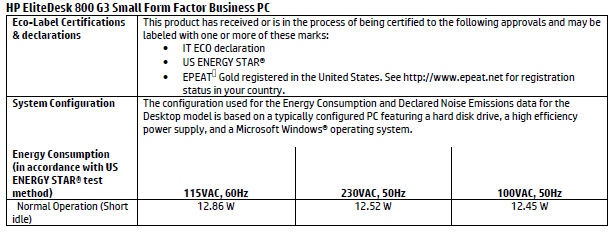 HP EliteDesk 800 G3 Small Form Factor Business PC
Eco-Label Certifications
& declarations
This product has received or is in the process of being certified to the following approvals and may be
labeled with one or more of these marks:
• IT ECO declaration
• US ENERGY STAR®
• EPEAT Gold registered in the United States. See http://www.epeat.net for registration
status in your country.
System Configuration
The configuration used for the Energy Consumption and Declared Noise Emissions data for the
Desktop model is based on a typically configured PC featuring a hard disk drive, a high efficiency
power supply, and a Microsoft Windows® operating system.
Energy Consumption
(in accordance with US
ENERGY STAR® test
method)
115VAC, 60Hz 230VAC, 50Hz 100VAC, 50Hz
Normal Operation (Short
idle)
12.86 W 12.52 W 12.45 W